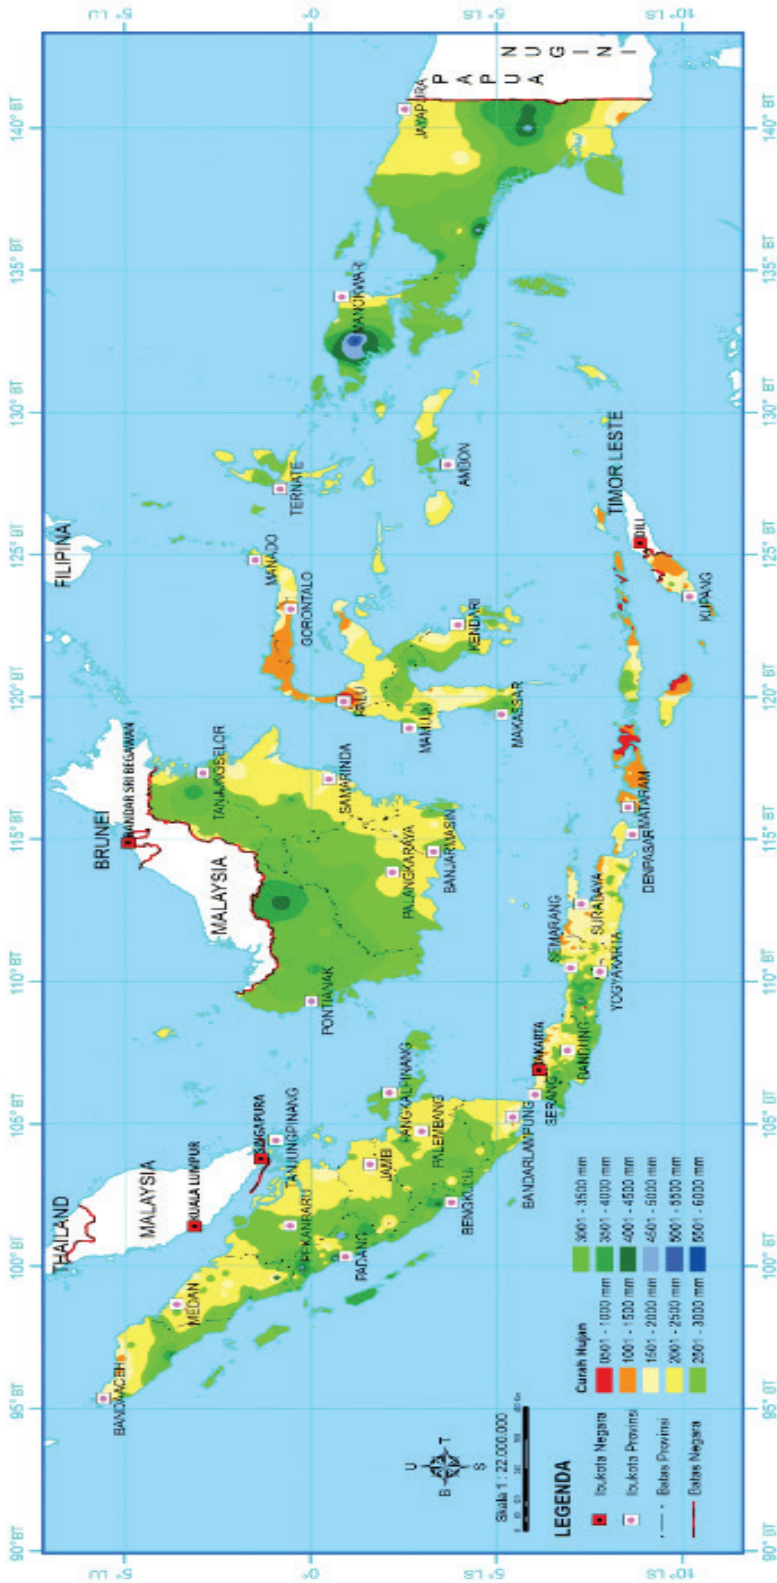 90° BT
95° BT
100° BT
105° BT
110° BT
115° BT
120° BT
125° BT
130° BT
135° BT
140° BT
5° LU
0°
5° LS
10° LS
THAILAND
MALAYSIA
KUALA LUMPUR
SINGAPURA
BRUNEI
BANDAR SRI BEGAWAN
MALAYSIA
FILIPINA
TIMOR LESTE
DILI
PAPUA
NUGINI
BANDA ACEH
MEDAN
PEKANBARU
TANJUNGPINANG
PADANG
JAMBI
PANGKALPINANG
PALEMBANG
BENGKULU
BANDARLAMPUNG
SERANG
JAKARTA
BANDUNG
SEMARANG
YOGYAKARTA
SURABAYA
DENPASAR
MATARAM
KUPANG
PONTIANAK
PALANGKARAYA
BANJARMASIN
SAMARINDA
TANJUNGSELOR
MANADO
GORONTALO
PALU
MAMUJU
MAKASSAR
KENDARI
TERNATE
AMBON
MANOKWARI
JAYAPURA
U
B
T
S
Skala 1 : 22.000.000
LEGENDA
Ibukota Negara
Ibukota Provinsi
Batas Provinsi
Batas Negara
Curah Hujan
0501 - 1000 mm
1001 - 1500 mm
1501 - 2000 mm
2001 - 2500 mm
2501 - 3000 mm
3001 - 3500 mm
3501 - 4000 mm
4001 - 4500 mm
4501 - 5000 mm
5001 - 5500 mm
5501 - 6000 mm